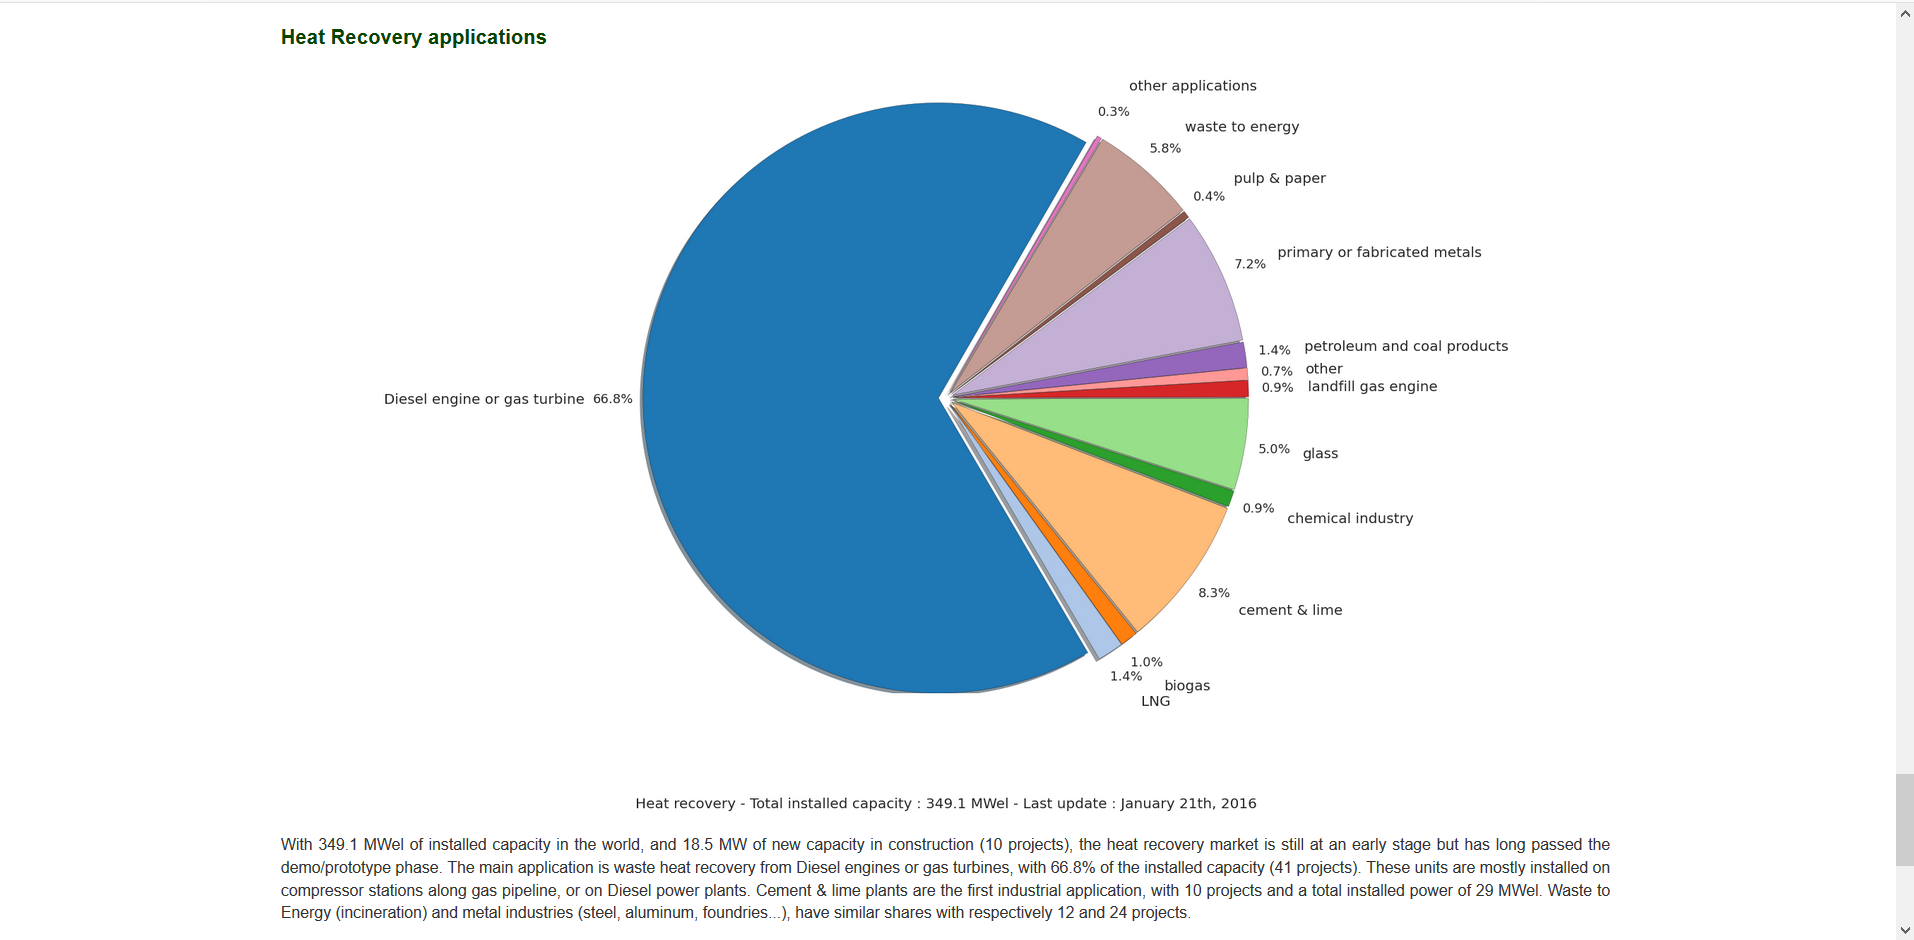 Heat Recovery applications
other applications
0.3%
waste to energy
5.8%
pulp & paper
0.4%
primary or fabricated metals
7.2%
petroleum and coal products
1.4%
other
0.7%
landfill gas engine
0.9%
Diesel engine or gas turbine 66.8%
5.0%
glass
0.9%
chemical industry
8.3%
cement & lime
1.0%
1.4%
biogas
LNG
Heat recovery - Total installed capacity : 349.1 MWel - Last update : January 21th, 2016
With 349.1 MWel of installed capacity in the world, and 18.5 MW of new capacity in construction (10 projects), the heat recovery market is still at an early stage but has long passed the
demo/prototype phase. The main application is waste heat recovery from Diesel engines or gas turbines, with 66.8% of the installed capacity (41 projects). These units are mostly installed on
compressor stations along gas pipeline, or on Diesel power plants. Cement & lime plants are the first industrial application, with 10 projects and a total installed power of 29 MWel. Waste to
Energy (incineration) and metal industries (steel, aluminum, foundries...), have similar shares with respectively 12 and 24 projects.